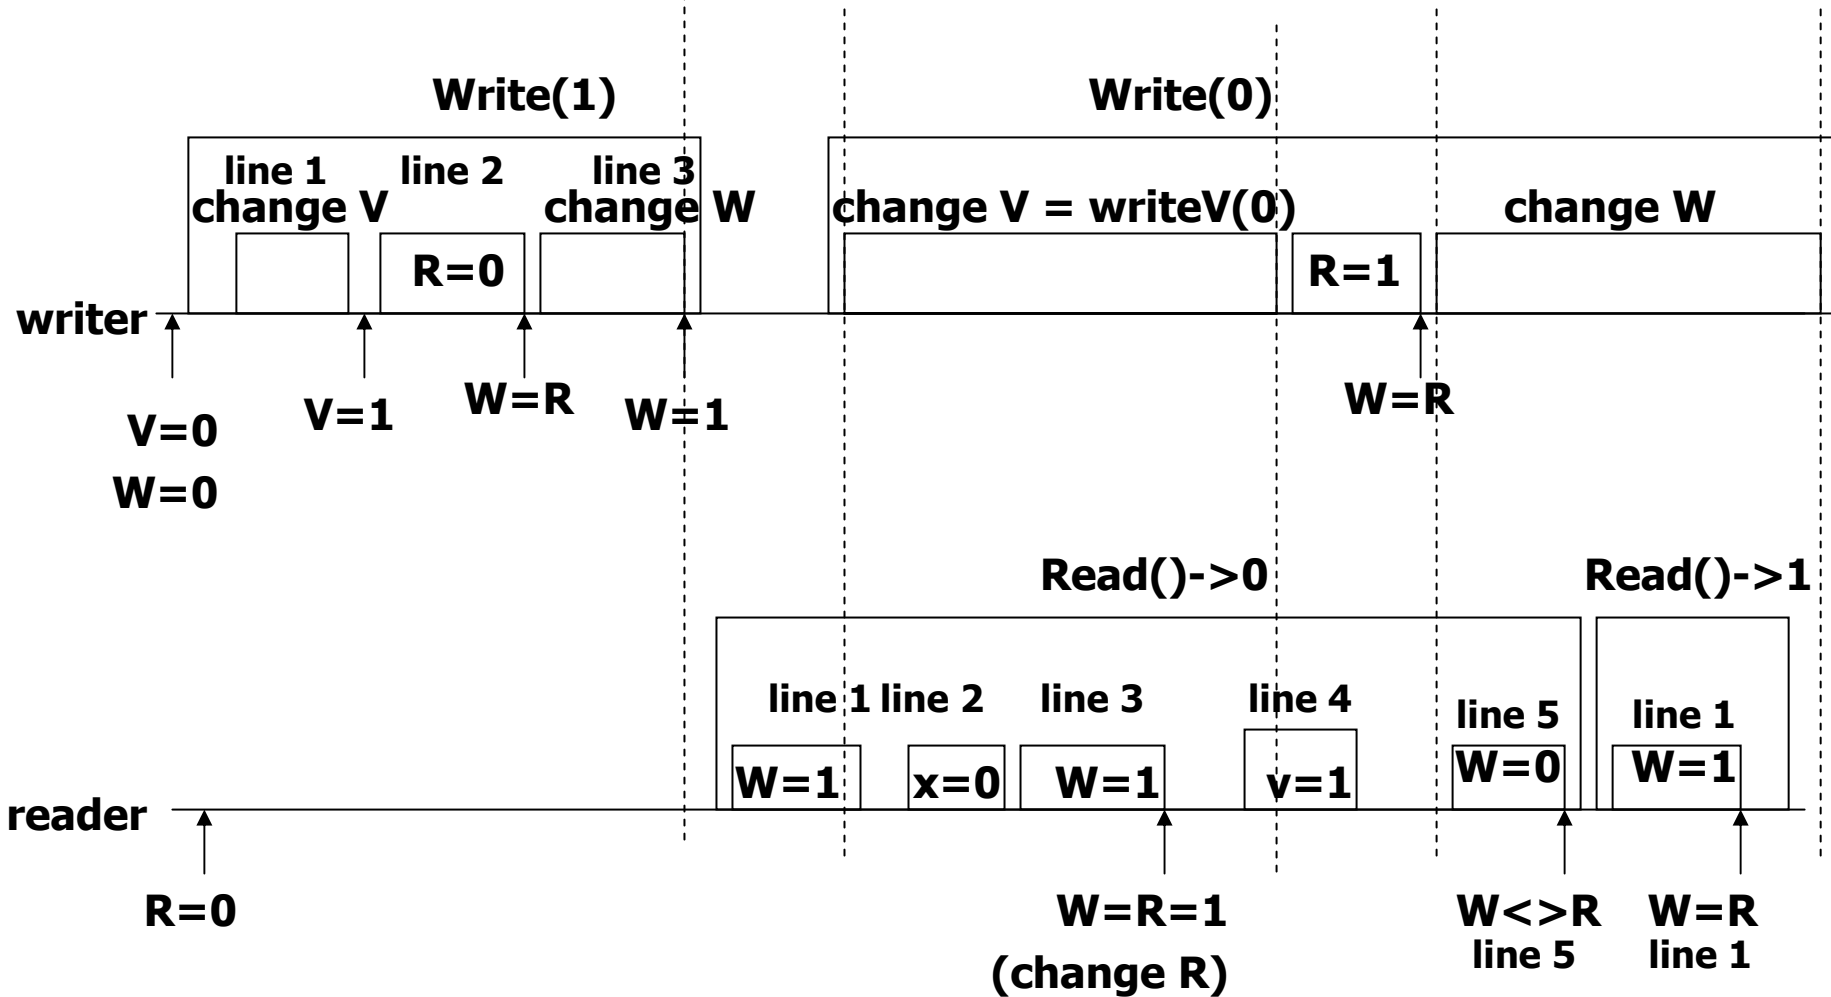 Write(1)
Write(0)
line 1
line 2
line 3
change V
change W
change V = writeV(0)
change W
R=0
R=1
writer
V=0
V=1
W=R
W=1
W=R
W=0
Read()->0
Read()->1
line 1
line 2
line 3
line 4
line 5
line 1
W=1
x=0
W=1
v=1
W=0
W=1
reader
R=0
W=R=1
(change R)
W<>R
line 5
W=R
line 1